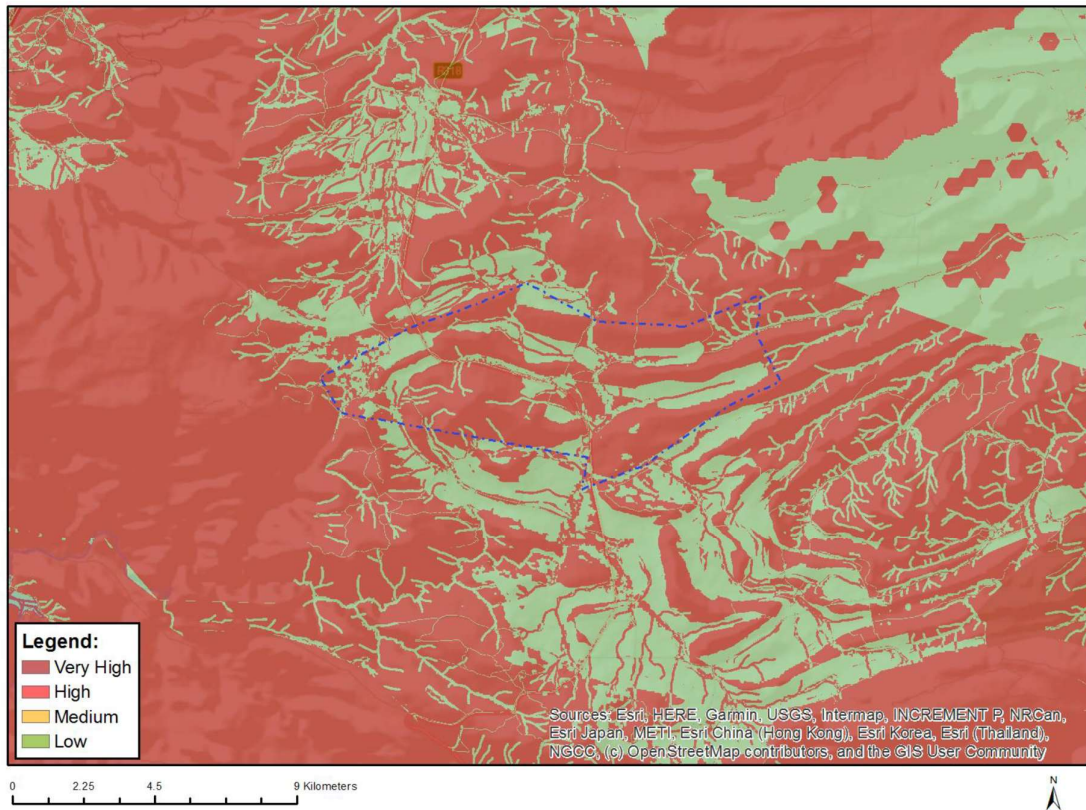 R318
Legend:
Very High
High
Medium
Low
Sources: Esri, HERE, Garmin, USGS, Intermap, INCREMENT P, NRCan,
Esri Japan, METI, Esri China (Hong Kong), Esri Korea, Esri (Thailand),
NGCC, (c) OpenStreetMap contributors, and the GIS User Community
0 2.25 4.5 9 Kilometers
N